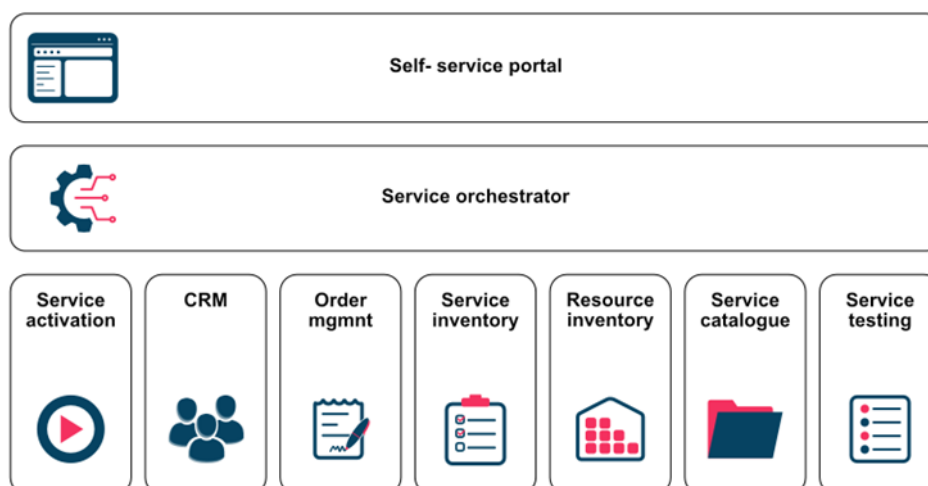 Self- service portal
Service orchestrator
Service
activation
CRM
Order
mgmnt
Service
inventory
Resource
inventory
Service
catalogue
Service
testing